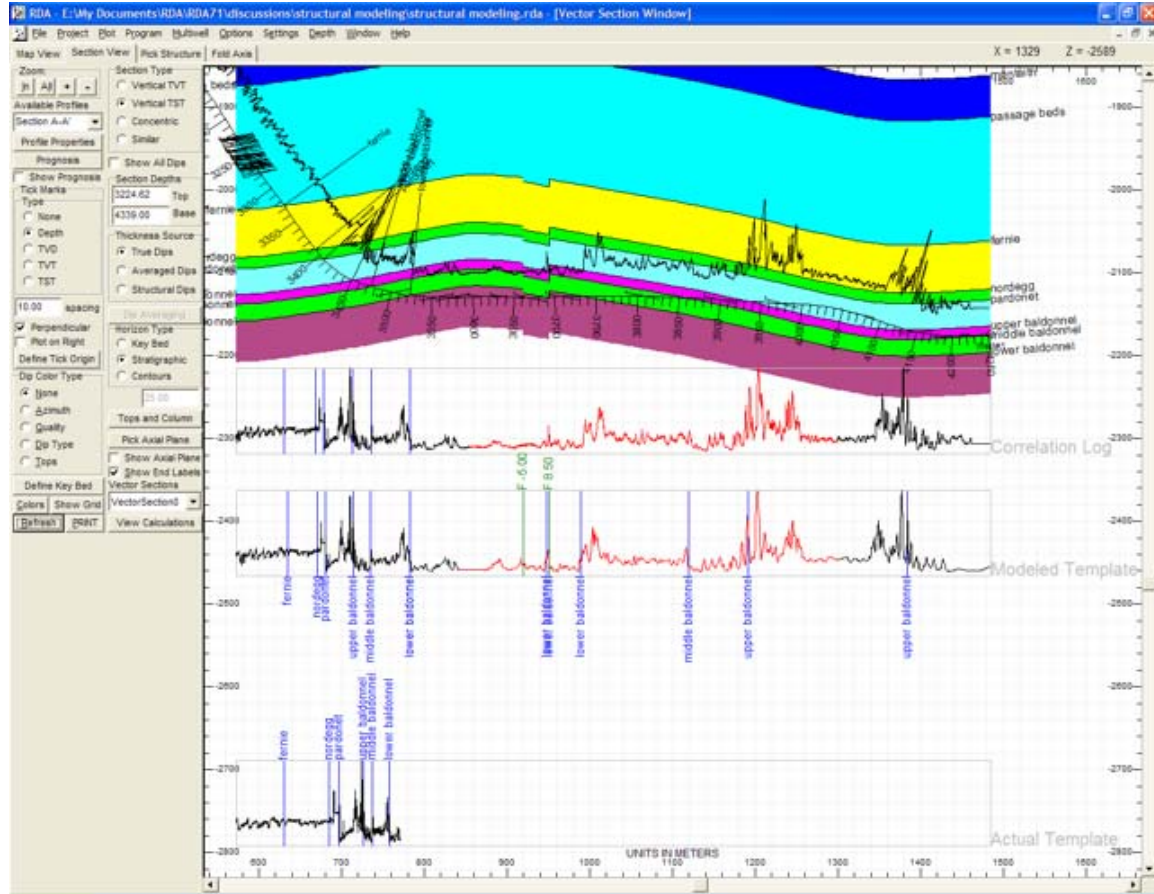 RDA - E:\My Documents\RDA\RDA71\discussions\structural modeling\structural modeling.rda - [Vector Section Window]
File Project Plot Program Multiwell Options Settings Depth Window Help
Map View Section View Pick Structure Fold Axis
X = 1329 Z = -2589
Zoom:
In All + -
Available Profiles
Section A-A'
Profile Properties
Prognosis
Show Prognosis
Tick Marks
Type
None
Depth
TVD
TVT
TST
10.00 spacing
Perpendicular
Plot on Right
Define Tick Origin
Dip Color Type
None
Azimuth
Quality
Dip Type
Tops
Define Key Bed
Colors Show Grid
Refresh PRINT
Section Type
Vertical TVT
Vertical TST
Concentric
Similar
Show All Dips
Section Depths
3224.62 Top
4339.00 Base
Thickness Source
True Dips
Averaged Dips
Structural Dips
Dip Averaging
Horizon Type
Key Bed
Stratigraphic
Contours
25.00
Tops and Column
Pick Axial Plane
Show Axial Plane
Show End Labels
Vector Sections
VectorSection0
View Calculations
passage beds
fernie
nordegg
pardonet
upper baldonnel
middle baldonnel
lower baldonnel
fernie
3250
3350
3400
-1900
-2000
-2100
-2200
-2300
-2400
-2500
-2600
-2700
-2800
1600
Correlation Log
F -5.00
F 8.50
Modeled Template
fernie
nordegg
pardonet
upper baldonnel
middle baldonnel
lower baldonnel
lower baldonnel
lower baldonnel
middle baldonnel
upper baldonnel
upper baldonnel
fernie
nordegg
pardonet
upper baldonnel
middle baldonnel
lower baldonnel
Actual Template
UNITS IN METERS
600 700 800 900 1000 1100 1200 1300 1400 1500 1600